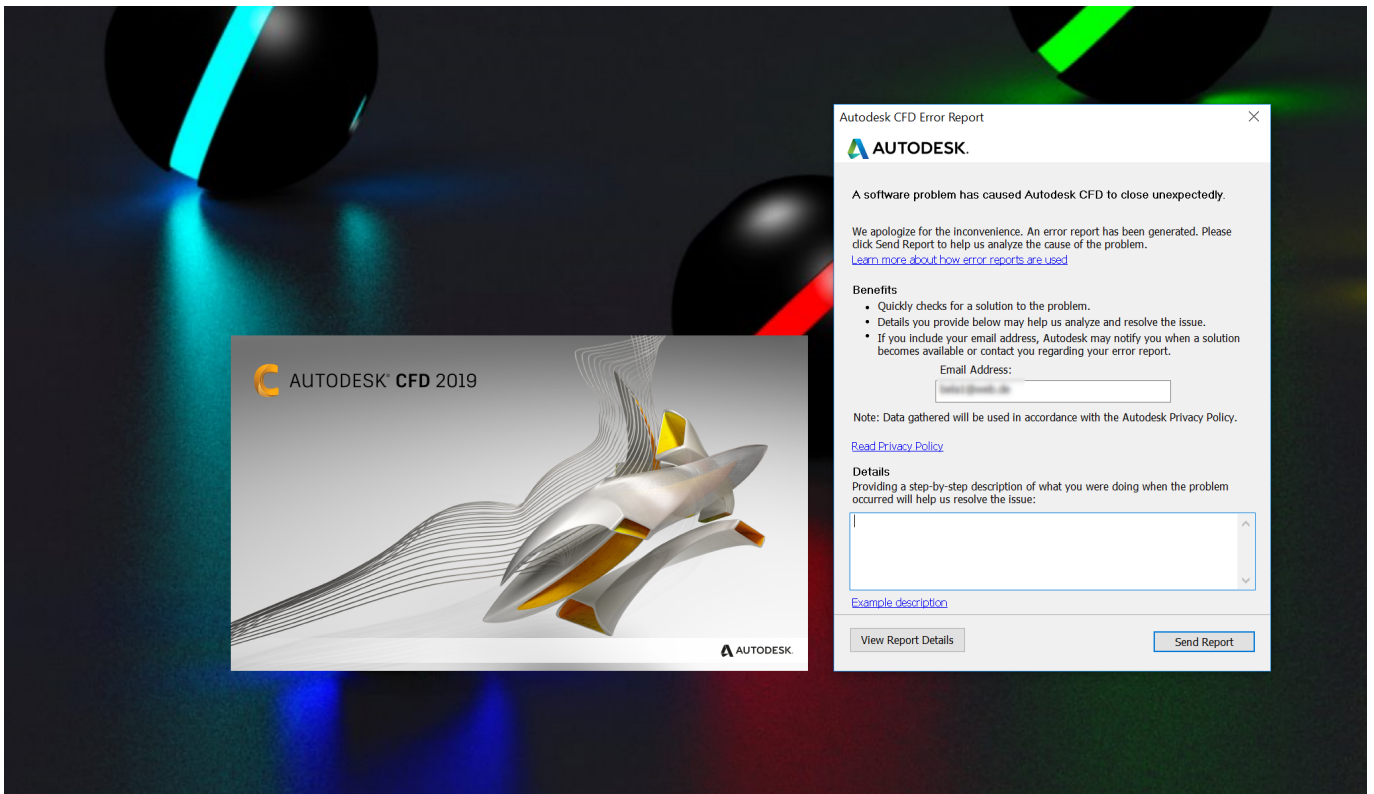 Autodesk CFD Error Report
AUTODESK.
A software problem has caused Autodesk CFD to close unexpectedly.
We apologize for the inconvenience. An error report has been generated. Please
click Send Report to help us analyze the cause of the problem.
Learn more about how error reports are used
Benefits
• Quickly checks for a solution to the problem.
• Details you provide below may help us analyze and resolve the issue.
• If you include your email address, Autodesk may notify you when a solution
becomes available or contact you regarding your error report.
Email Address:
Note: Data gathered will be used in accordance with the Autodesk Privacy Policy.
Read Privacy Policy
Details
Providing a step-by-step description of what you were doing when the problem
occurred will help us resolve the issue:
Example description
View Report Details
Send Report
AUTODESK® CFD 2019
AUTODESK.